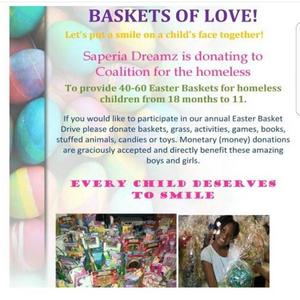 BASKETS OF LOVE!
Let's put a smile on a child's face together!
Saperia Dreamz is donating to
Coalition for the homeless
To provide 40-60 Easter Baskets for homeless
children from 18 months to 11.
If you would like to participate in our annual Easter Basket
Drive please donate baskets, grass, activities, games, books,
stuffed animals, candies or toys. Monetary (money) donations
are graciously accepted and directly benefit these amazing
boys and girls.
EVERY CHILD DESERVES
TO SMILE